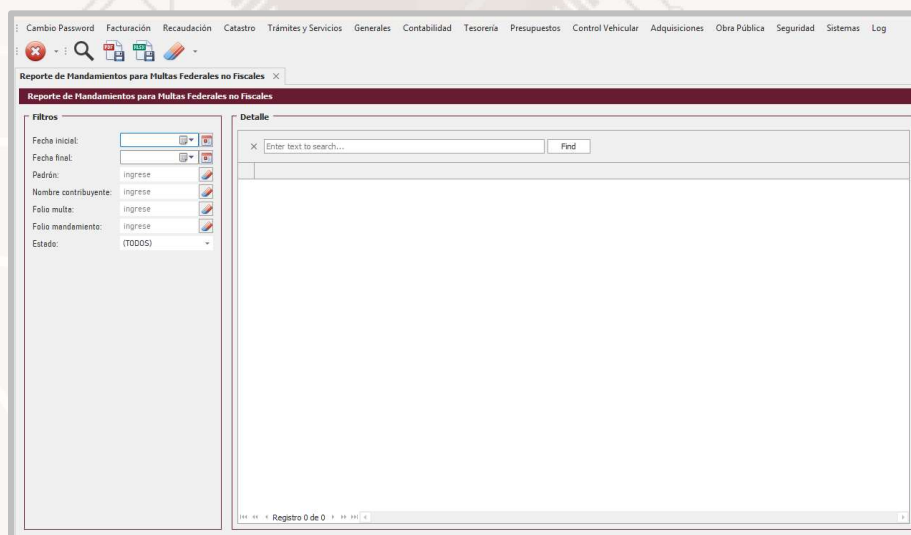 Cambio Password Facturación Recaudación Catastro Trámites y Servicios Generales Contabilidad Tesorería Presupuestos Control Vehicular Adquisiciones Obra Pública Seguridad Sistemas Log
PDF XLSX
Reporte de Mandamientos para Multas Federales no Fiscales
Reporte de Mandamientos para Multas Federales no Fiscales
Filtros
Fecha inicial:
Fecha final:
Padrón: ingrese
Nombre contribuyente: ingrese
Folio multa: ingrese
Folio mandamiento: ingrese
Estado: (TODOS)
Detalle
Enter text to search... Find
Registro 0 de 0